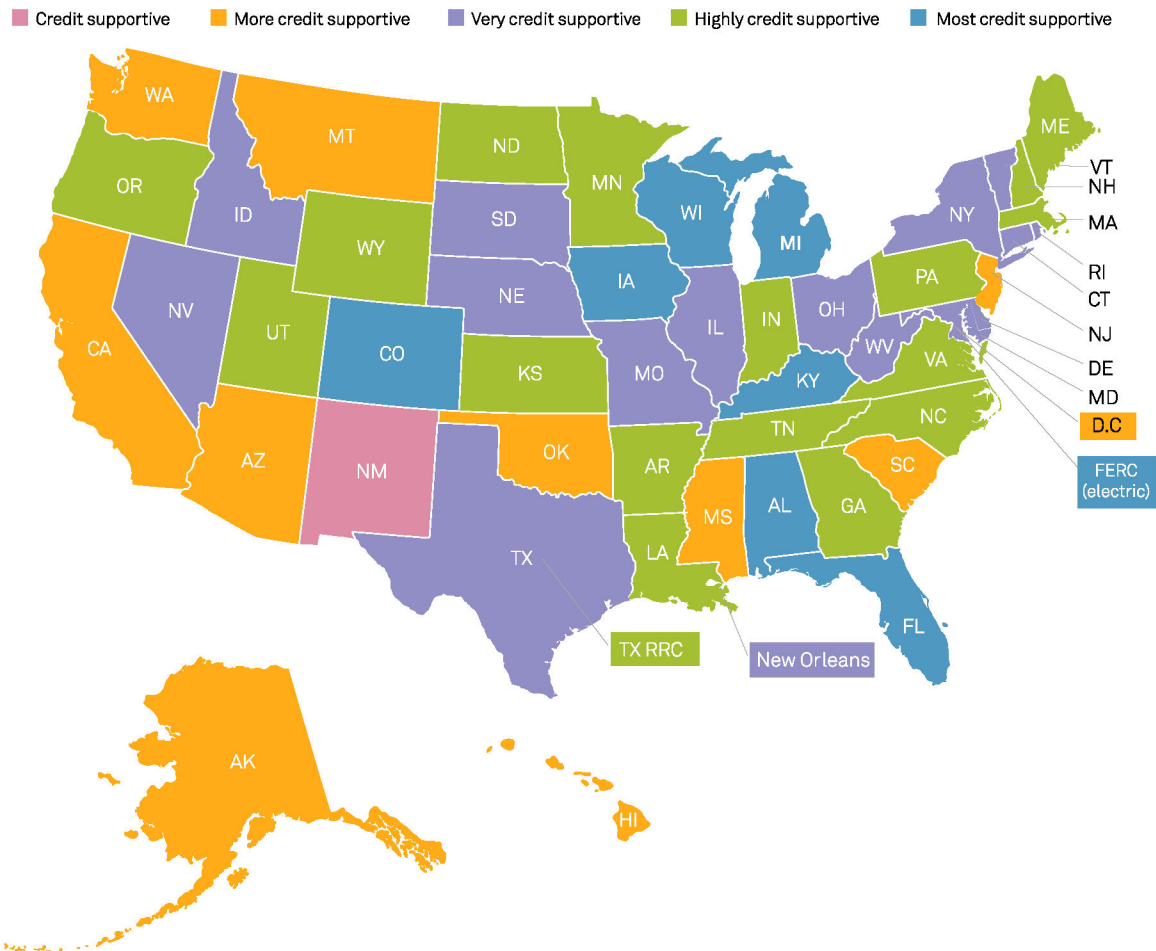 Credit supportive
More credit supportive
Very credit supportive
Highly credit supportive
Most credit supportive
WA
MT
ND
MN
ME
VT
NH
OR
ID
SD
WI
MI
NY
MA
WY
RI
PA
CT
IA
NE
NV
UT
CO
IL
IN
OH
NJ
CA
KS
MO
WV
VA
DE
KY
MD
NC
D.C
TN
OK
AZ
NM
AR
SC
FERC
(electric)
MS
AL
GA
TX
LA
FL
TX RRC
New Orleans
AK
HI